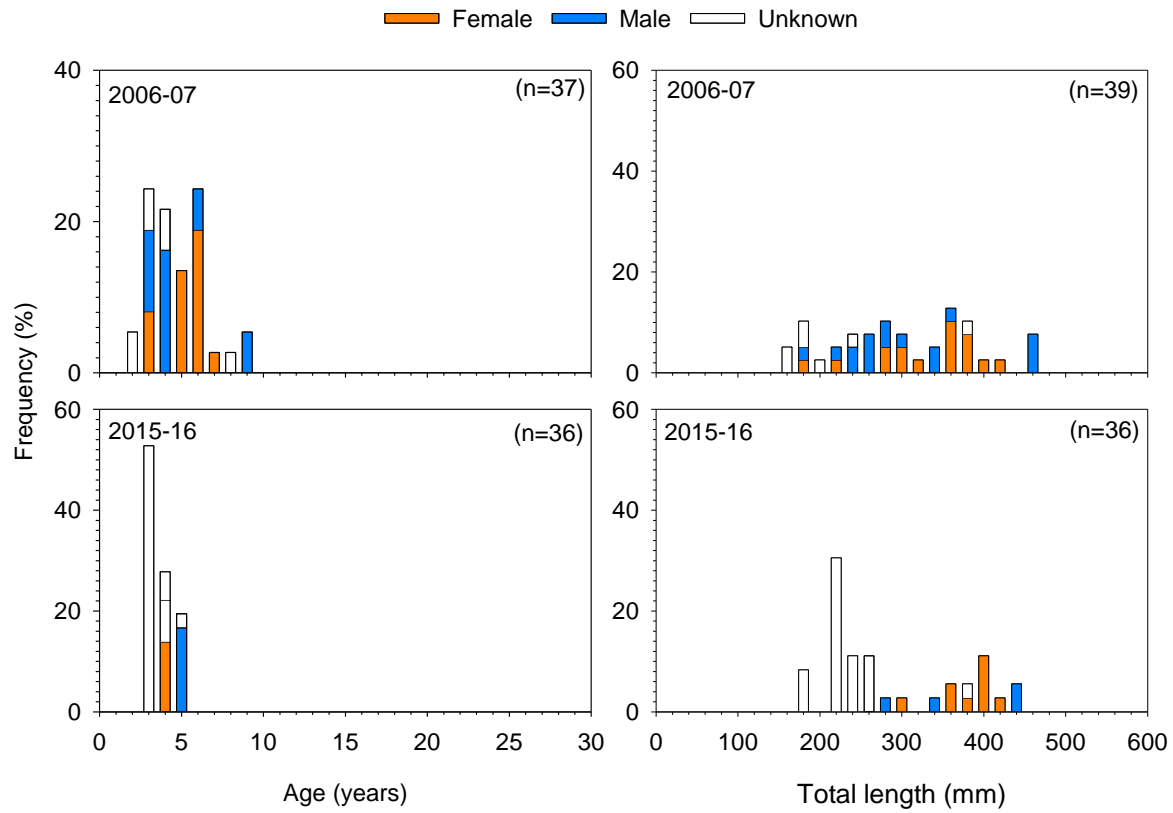 Female Male Unknown
40
20
0
2006-07 (n=37)
60
40
20
0
2006-07 (n=39)
Frequency (%)
60
40
20
0
2015-16 (n=36)
0 5 10 15 20 25 30
Age (years)
60
40
20
0
2015-16 (n=36)
0 100 200 300 400 500 600
Total length (mm)